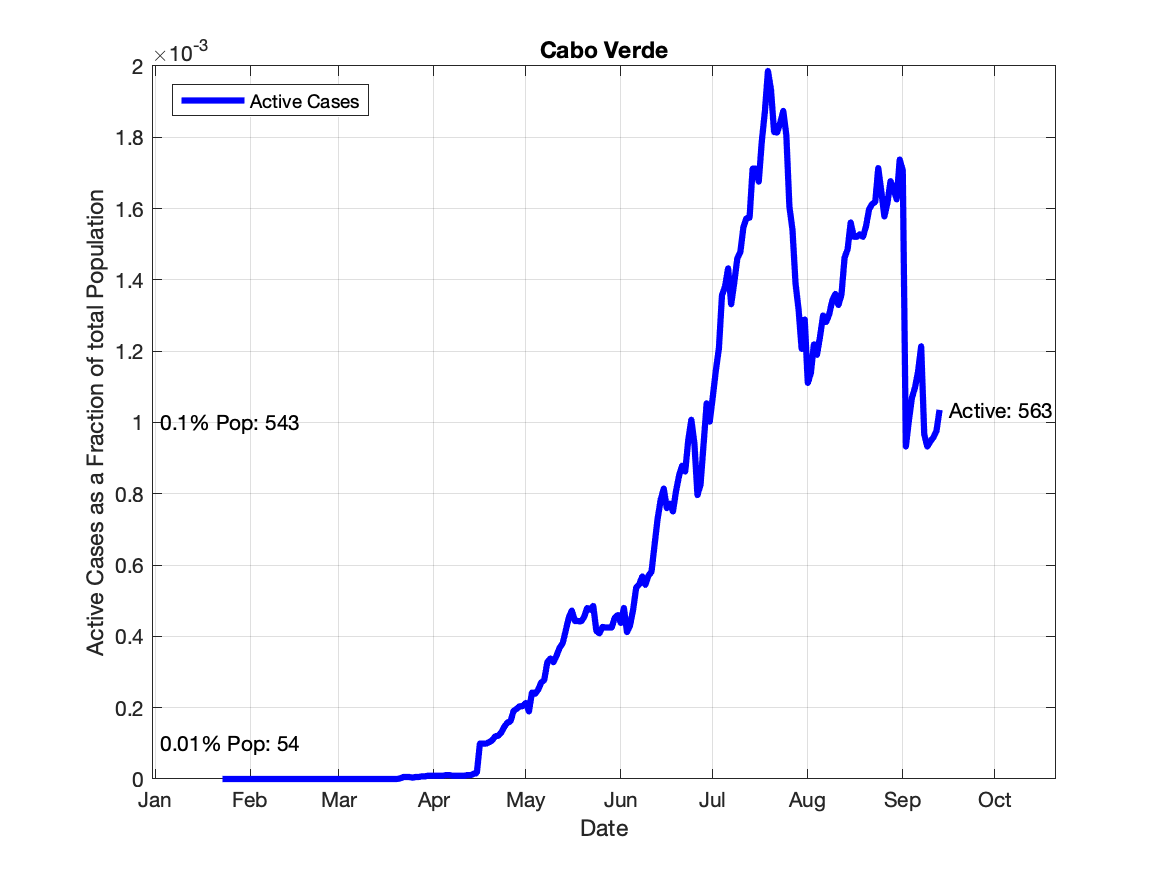 Cabo Verde
×10-3
Active Cases
2
1.8
1.6
1.4
1.2
1
0.8
0.6
0.4
0.2
0
Active Cases as a Fraction of total Population
0.1% Pop: 543
0.01% Pop: 54
Active: 563
Jan Feb Mar Apr May Jun Jul Aug Sep Oct
Date